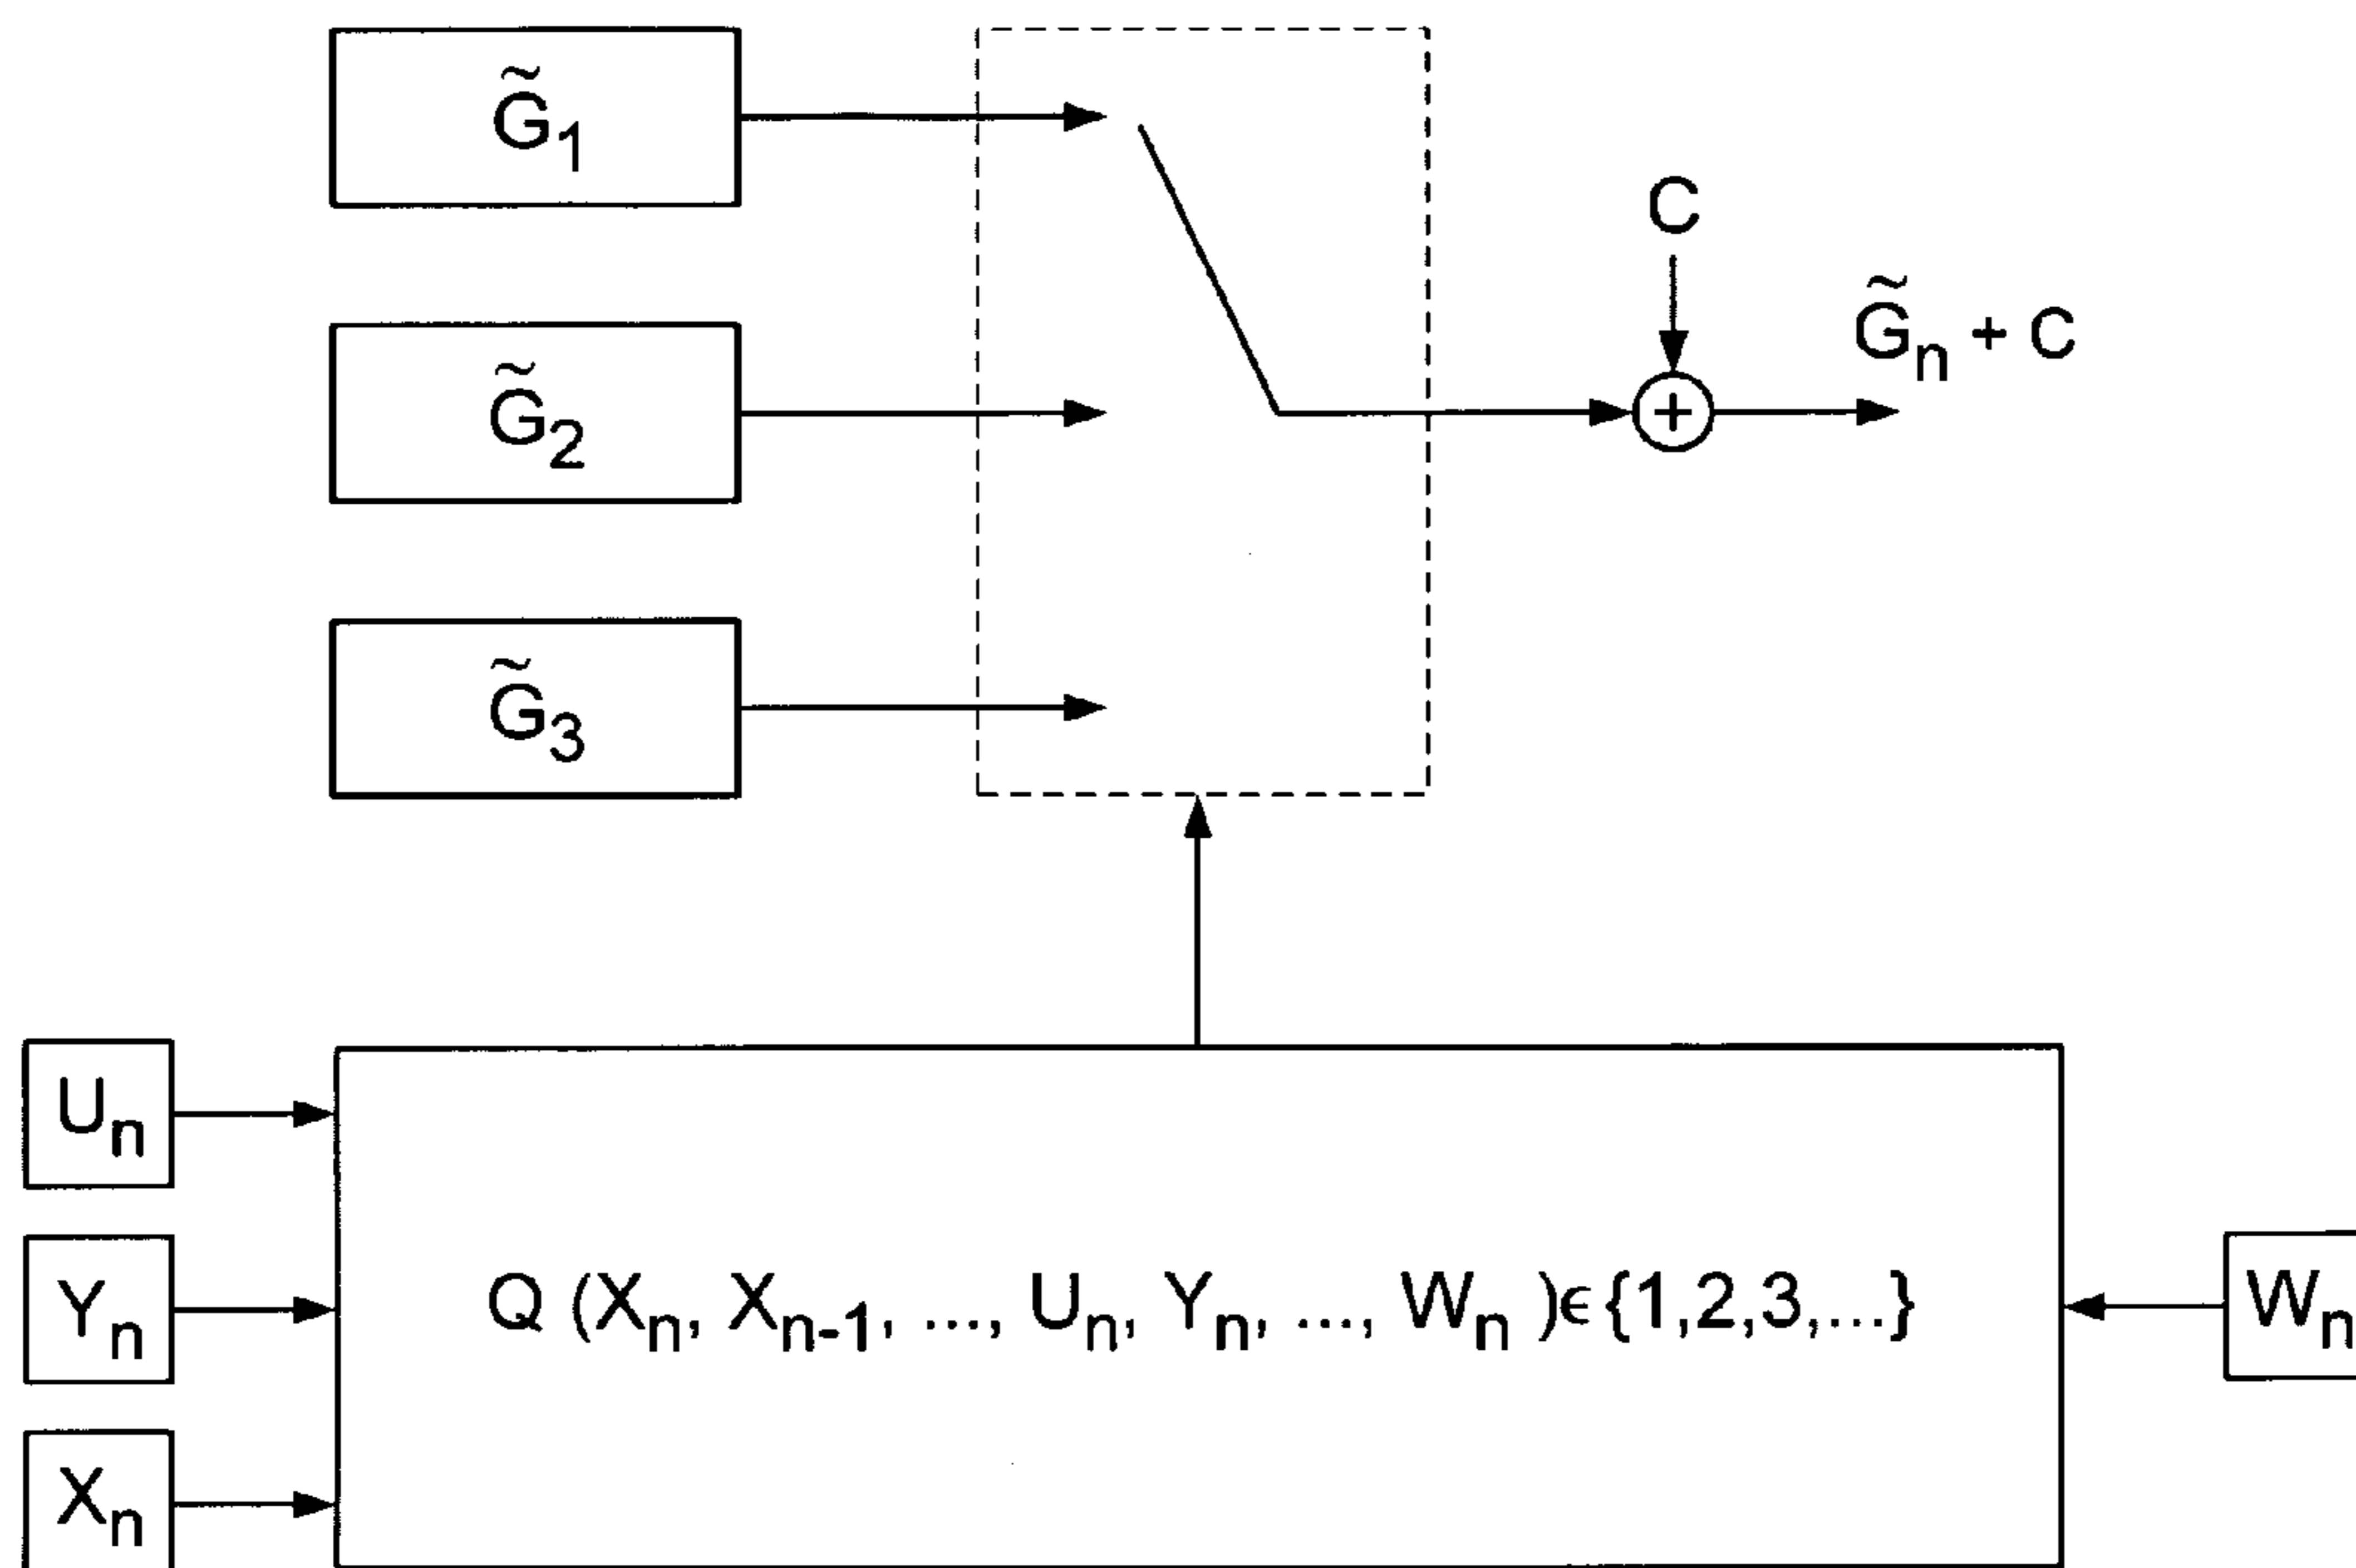 G̃1
C
G̃n + C
G̃2
+
G̃3
Un
Yn
Q (Xn, Xn-1, ..., Un, Yn, ..., Wn )ϵ {1,2,3,...}
Wn
Xn